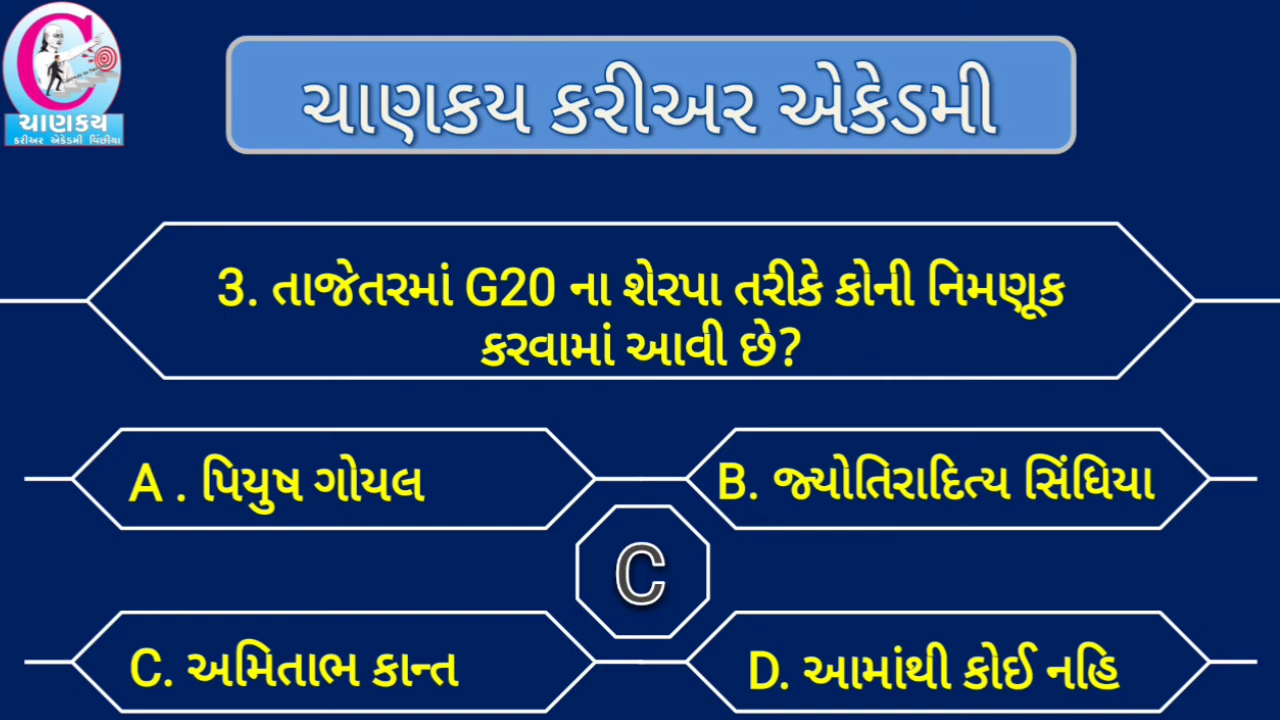 ચાણકય કરીઅર એકેડમી
ચાણકય
કરીઅર એકેડમી વિંછીયા
3. તાજેતરમાં G20 ના શેરપા તરીકે કોની નિમણૂક
કરવામાં આવી છે?
A . પિયુષ ગોયલ
B. જ્યોતિરાદિત્ય સિંધિયા
C
C. અમિતાભ કાન્ત
D. આમાંથી કોઈ નહિ